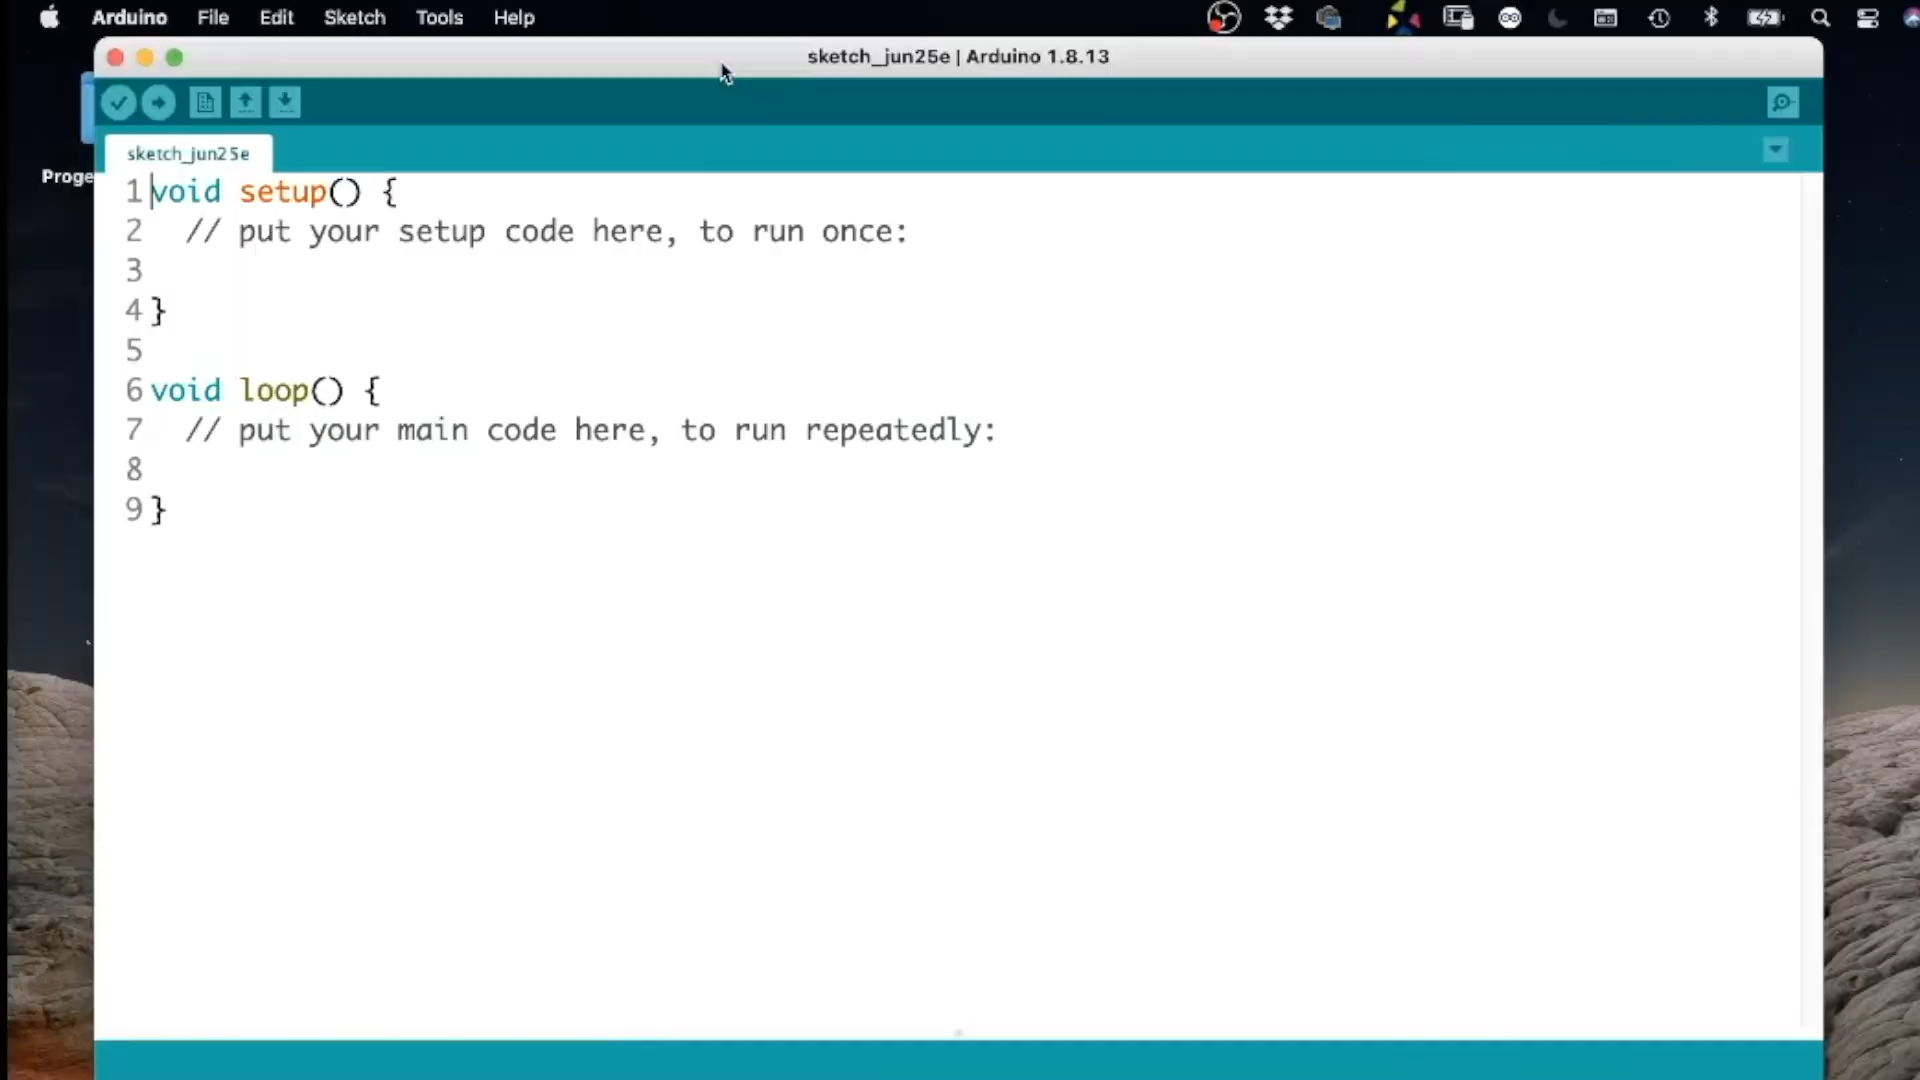 Arduino File Edit Sketch Tools Help
sketch_jun25e | Arduino 1.8.13
sketch_jun25e
Proge
1 void setup() {
2 // put your setup code here, to run once:
3
4 }
5
6 void loop() {
7 // put your main code here, to run repeatedly:
8
9 }